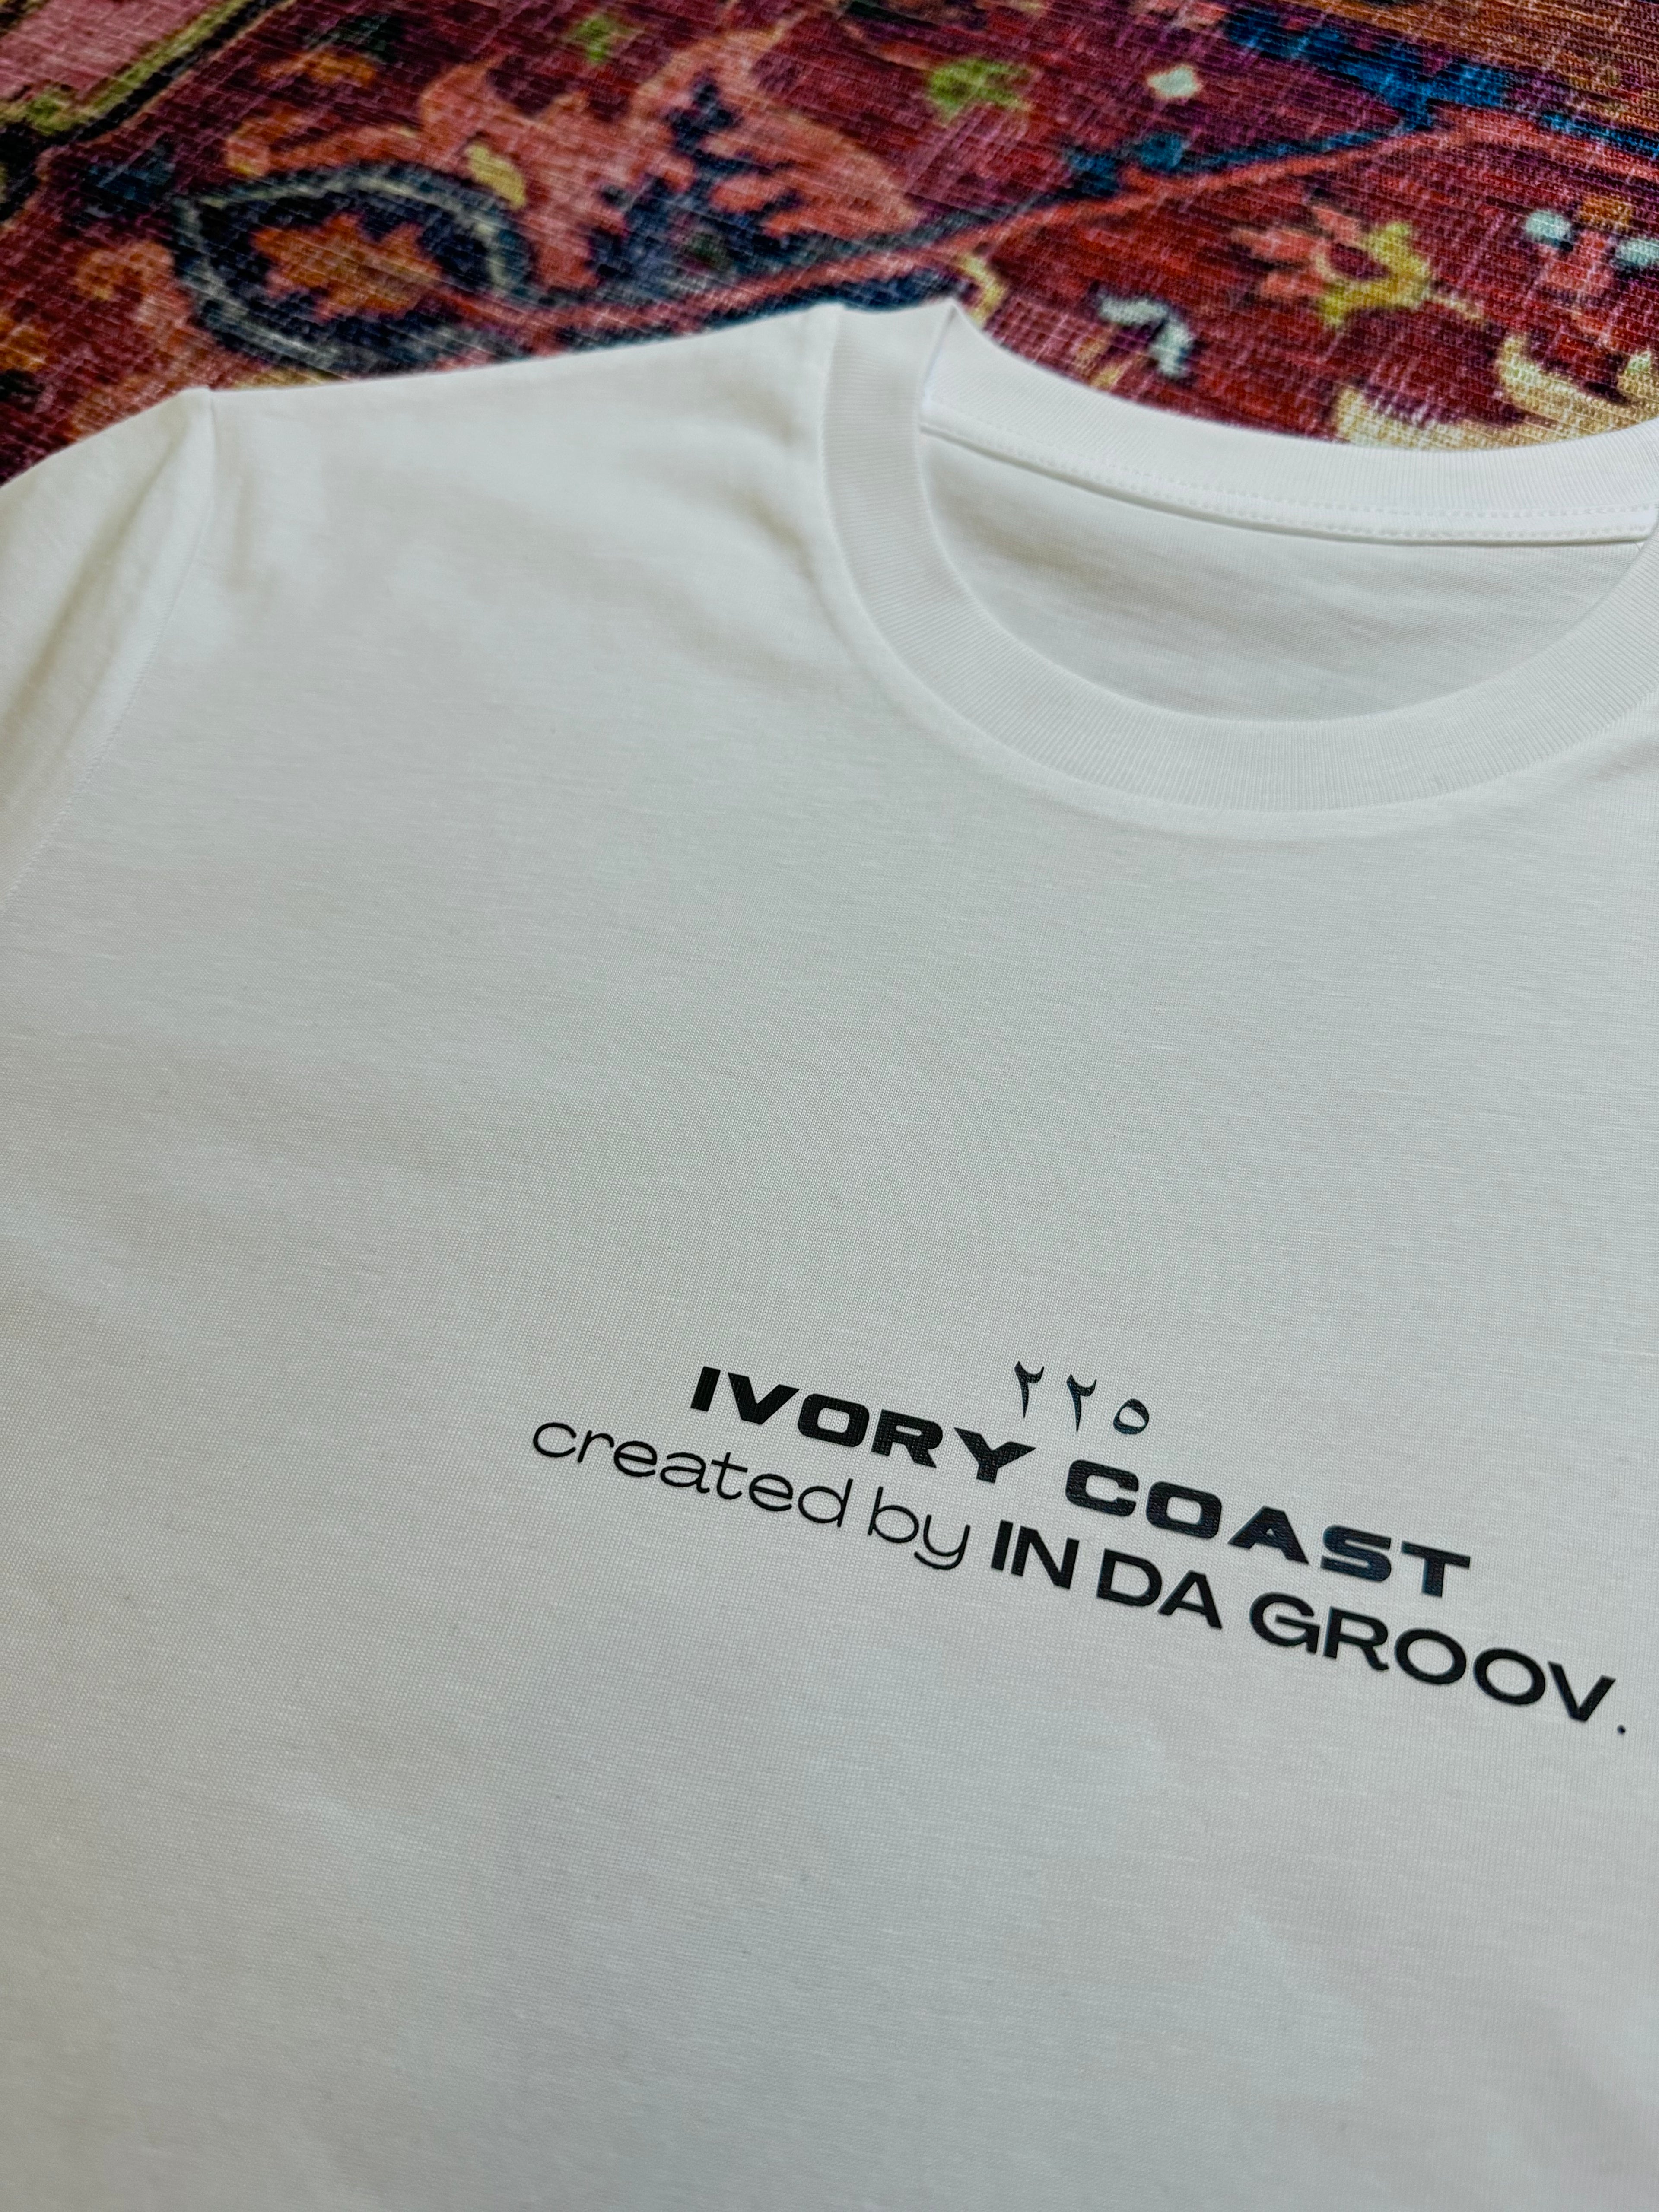 ٢٢٥
IVORY COAST
created by IN DA GROOV.